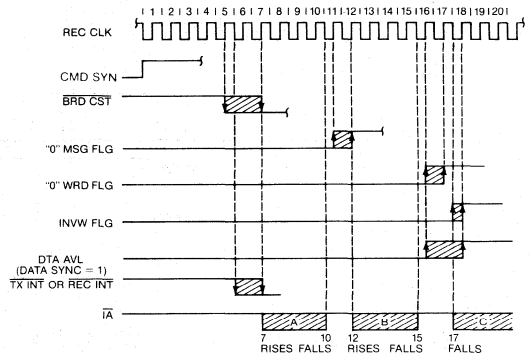 1 2 3 4 5 6 7 8 9 10 11 12 13 14 15 16 17 18 19 20
REC CLK
CMD SYN
BRD CST
"0" MSG FLG
"0" WRD FLG
INVW FLG
DTA AVL
(DATA SYNC = 1)
TX INT OR REC INT
IA A B C
7 10 12 15 17
RISES FALLS RISES FALLS FALLS